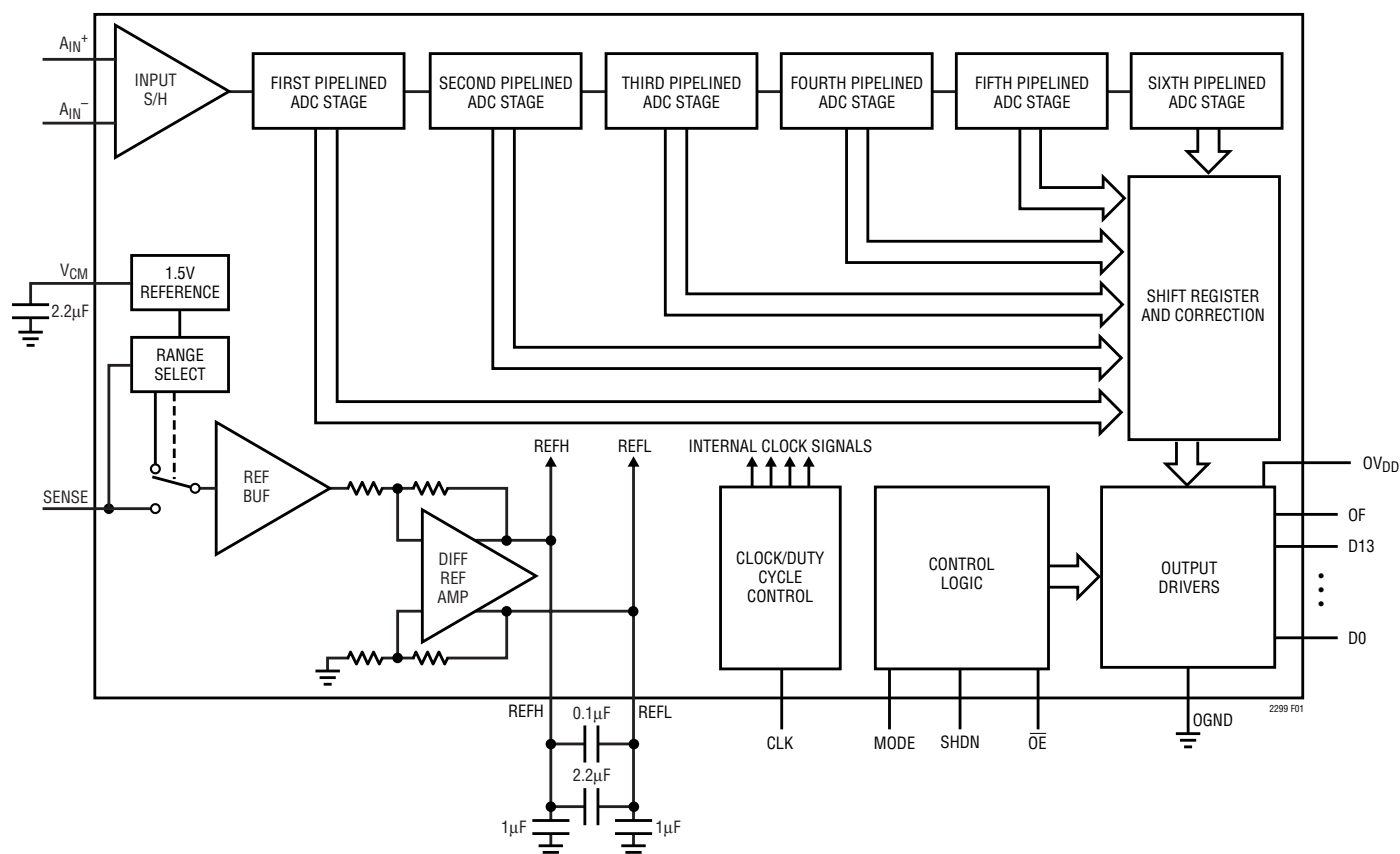 AIN+
AIN–
INPUT
S/H
FIRST PIPELINED
ADC STAGE
SECOND PIPELINED
ADC STAGE
THIRD PIPELINED
ADC STAGE
FOURTH PIPELINED
ADC STAGE
FIFTH PIPELINED
ADC STAGE
SIXTH PIPELINED
ADC STAGE
VCM
2.2µF
1.5V
REFERENCE
RANGE
SELECT
SHIFT REGISTER
AND CORRECTION
SENSE
REF
BUF
REFH
REFL
DIFF
REF
AMP
INTERNAL CLOCK SIGNALS
CLOCK/DUTY
CYCLE
CONTROL
CONTROL
LOGIC
OUTPUT
DRIVERS
OVDD
OF
D13
D0
REFH
0.1µF
REFL
2.2µF
1µF
1µF
CLK
MODE
SHDN
O̅E̅
OGND
2299 F01